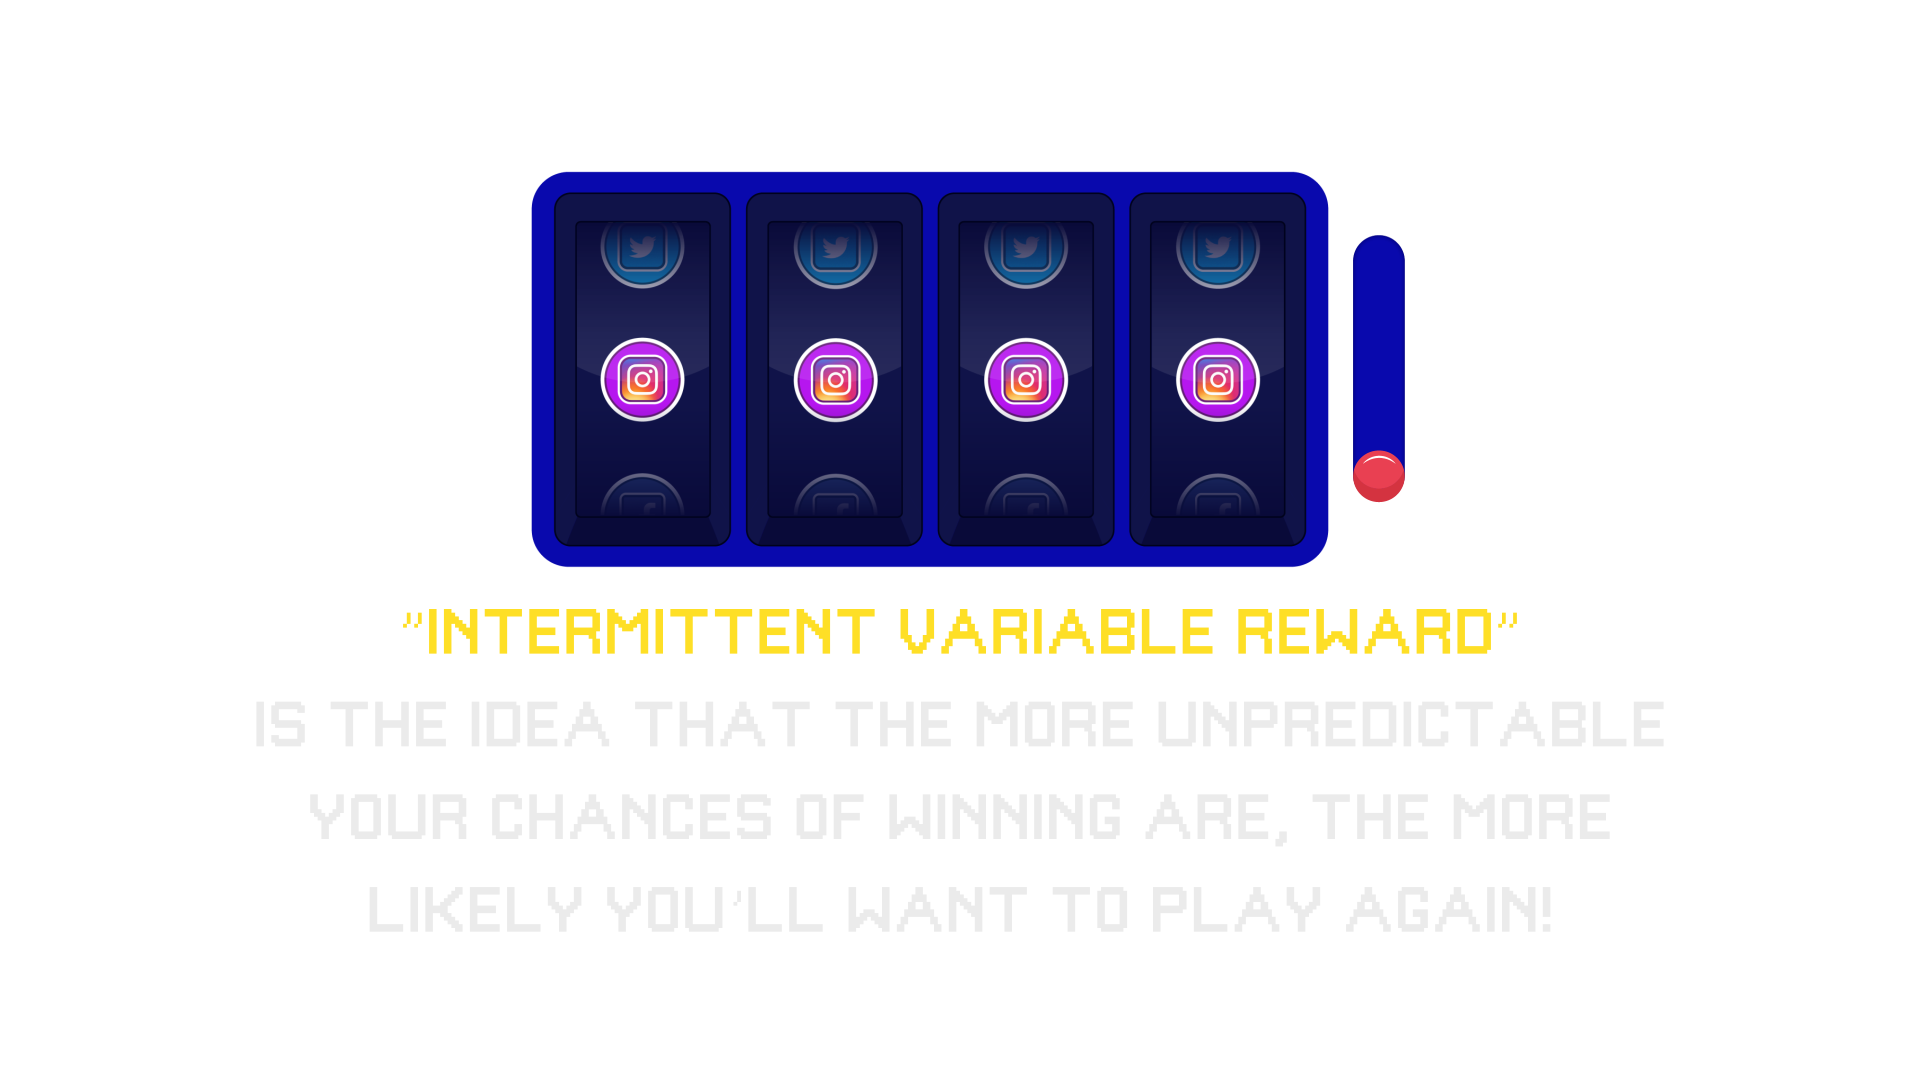 "INTERMITTENT VARIABLE REWARD"
IS THE IDEA THAT THE MORE UNPREDICTABLE
YOUR CHANCES OF WINNING ARE, THE MORE
LIKELY YOU'LL WANT TO PLAY AGAIN!